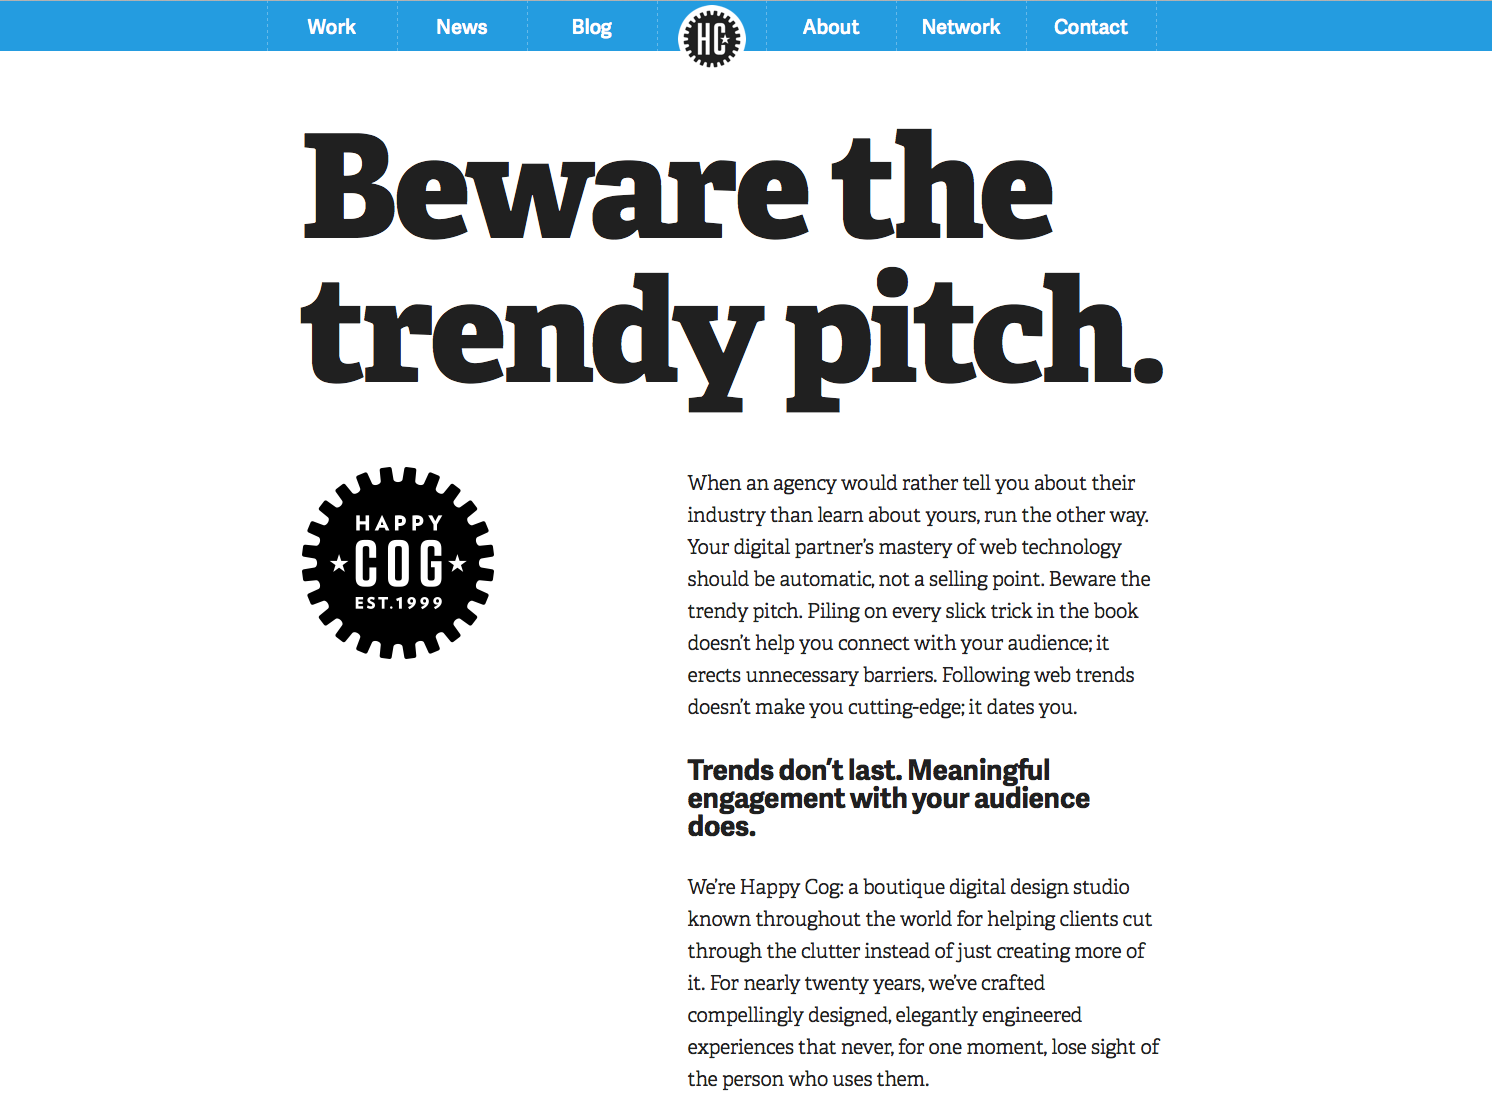 Work News Blog HC About Network Contact
Beware the
trendy pitch.
HAPPY
COG
EST.1999
When an agency would rather tell you about their
industry than learn about yours, run the other way.
Your digital partner’s mastery of web technology
should be automatic, not a selling point. Beware the
trendy pitch. Piling on every slick trick in the book
doesn’t help you connect with your audience; it
erects unnecessary barriers. Following web trends
doesn’t make you cutting-edge; it dates you.
Trends don’t last. Meaningful
engagement with your audience
does.
We’re Happy Cog: a boutique digital design studio
known throughout the world for helping clients cut
through the clutter instead of just creating more of
it. For nearly twenty years, we’ve crafted
compellingly designed, elegantly engineered
experiences that never, for one moment, lose sight of
the person who uses them.